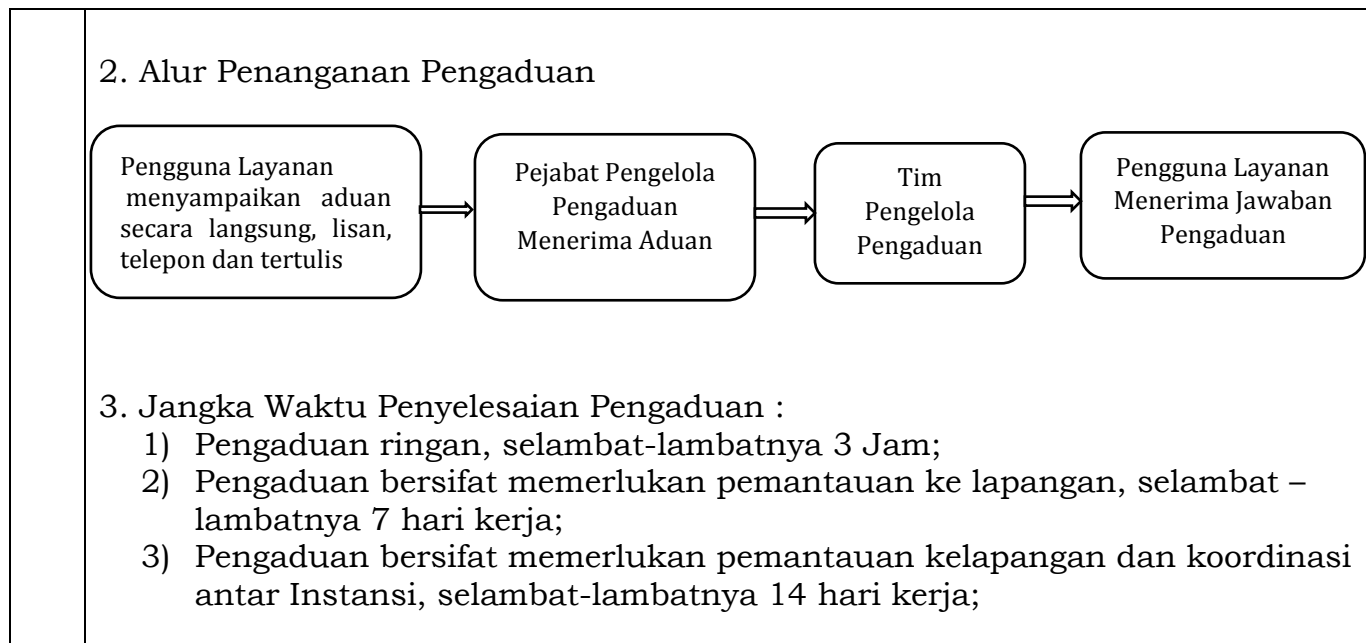 2. Alur Penanganan Pengaduan
Pengguna Layanan
menyampaikan aduan
secara langsung, lisan,
telepon dan tertulis
Pejabat Pengelola
Pengaduan
Menerima Aduan
Tim
Pengelola
Pengaduan
Pengguna Layanan
Menerima Jawaban
Pengaduan
3. Jangka Waktu Penyelesaian Pengaduan :
1) Pengaduan ringan, selambat-lambatnya 3 Jam;
2) Pengaduan bersifat memerlukan pemantauan ke lapangan, selambat –
lambatnya 7 hari kerja;
3) Pengaduan bersifat memerlukan pemantauan kelapangan dan koordinasi
antar Instansi, selambat-lambatnya 14 hari kerja;